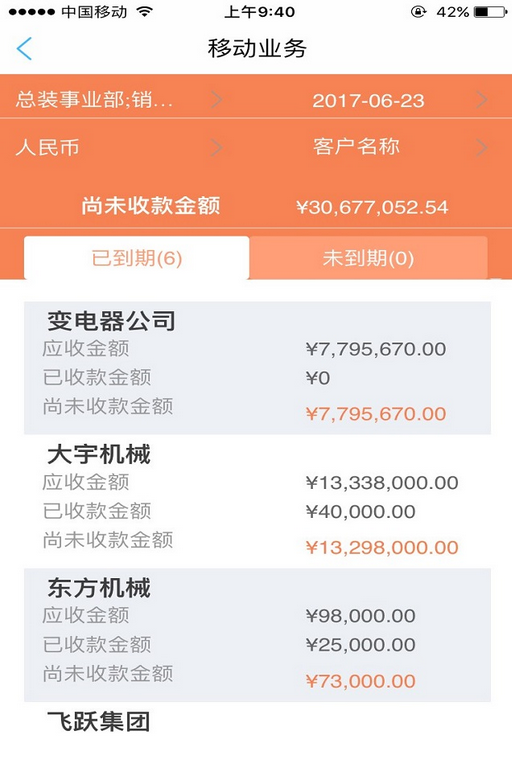 中国移动 上午9:40 42%
移动业务
总装事业部;销... 2017-06-23
人民币 客户名称
尚未收款金额 ¥30,677,052.54
已到期(6) 未到期(0)
变电器公司
应收金额 ¥7,795,670.00
已收款金额 ¥0
尚未收款金额 ¥7,795,670.00
大宇机械
应收金额 ¥13,338,000.00
已收款金额 ¥40,000.00
尚未收款金额 ¥13,298,000.00
东方机械
应收金额 ¥98,000.00
已收款金额 ¥25,000.00
尚未收款金额 ¥73,000.00
飞跃集团